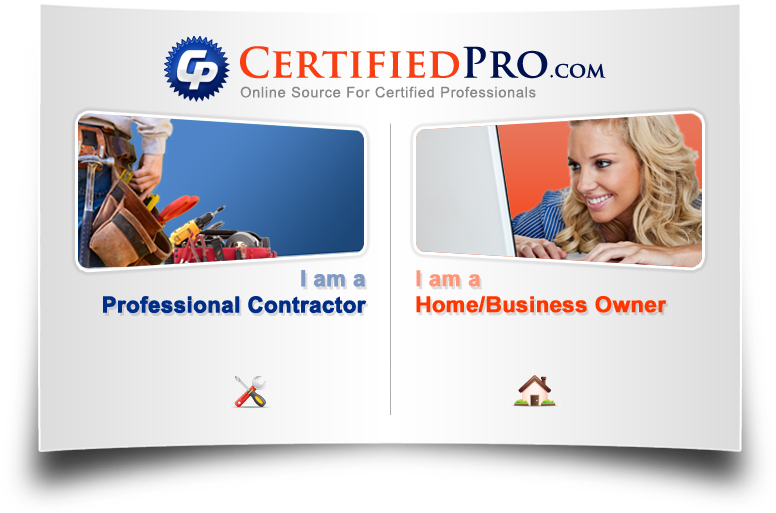 CP
CERTIFIEDPRO.COM
Online Source For Certified Professionals
I am a
Professional Contractor
I am a
Home/Business Owner